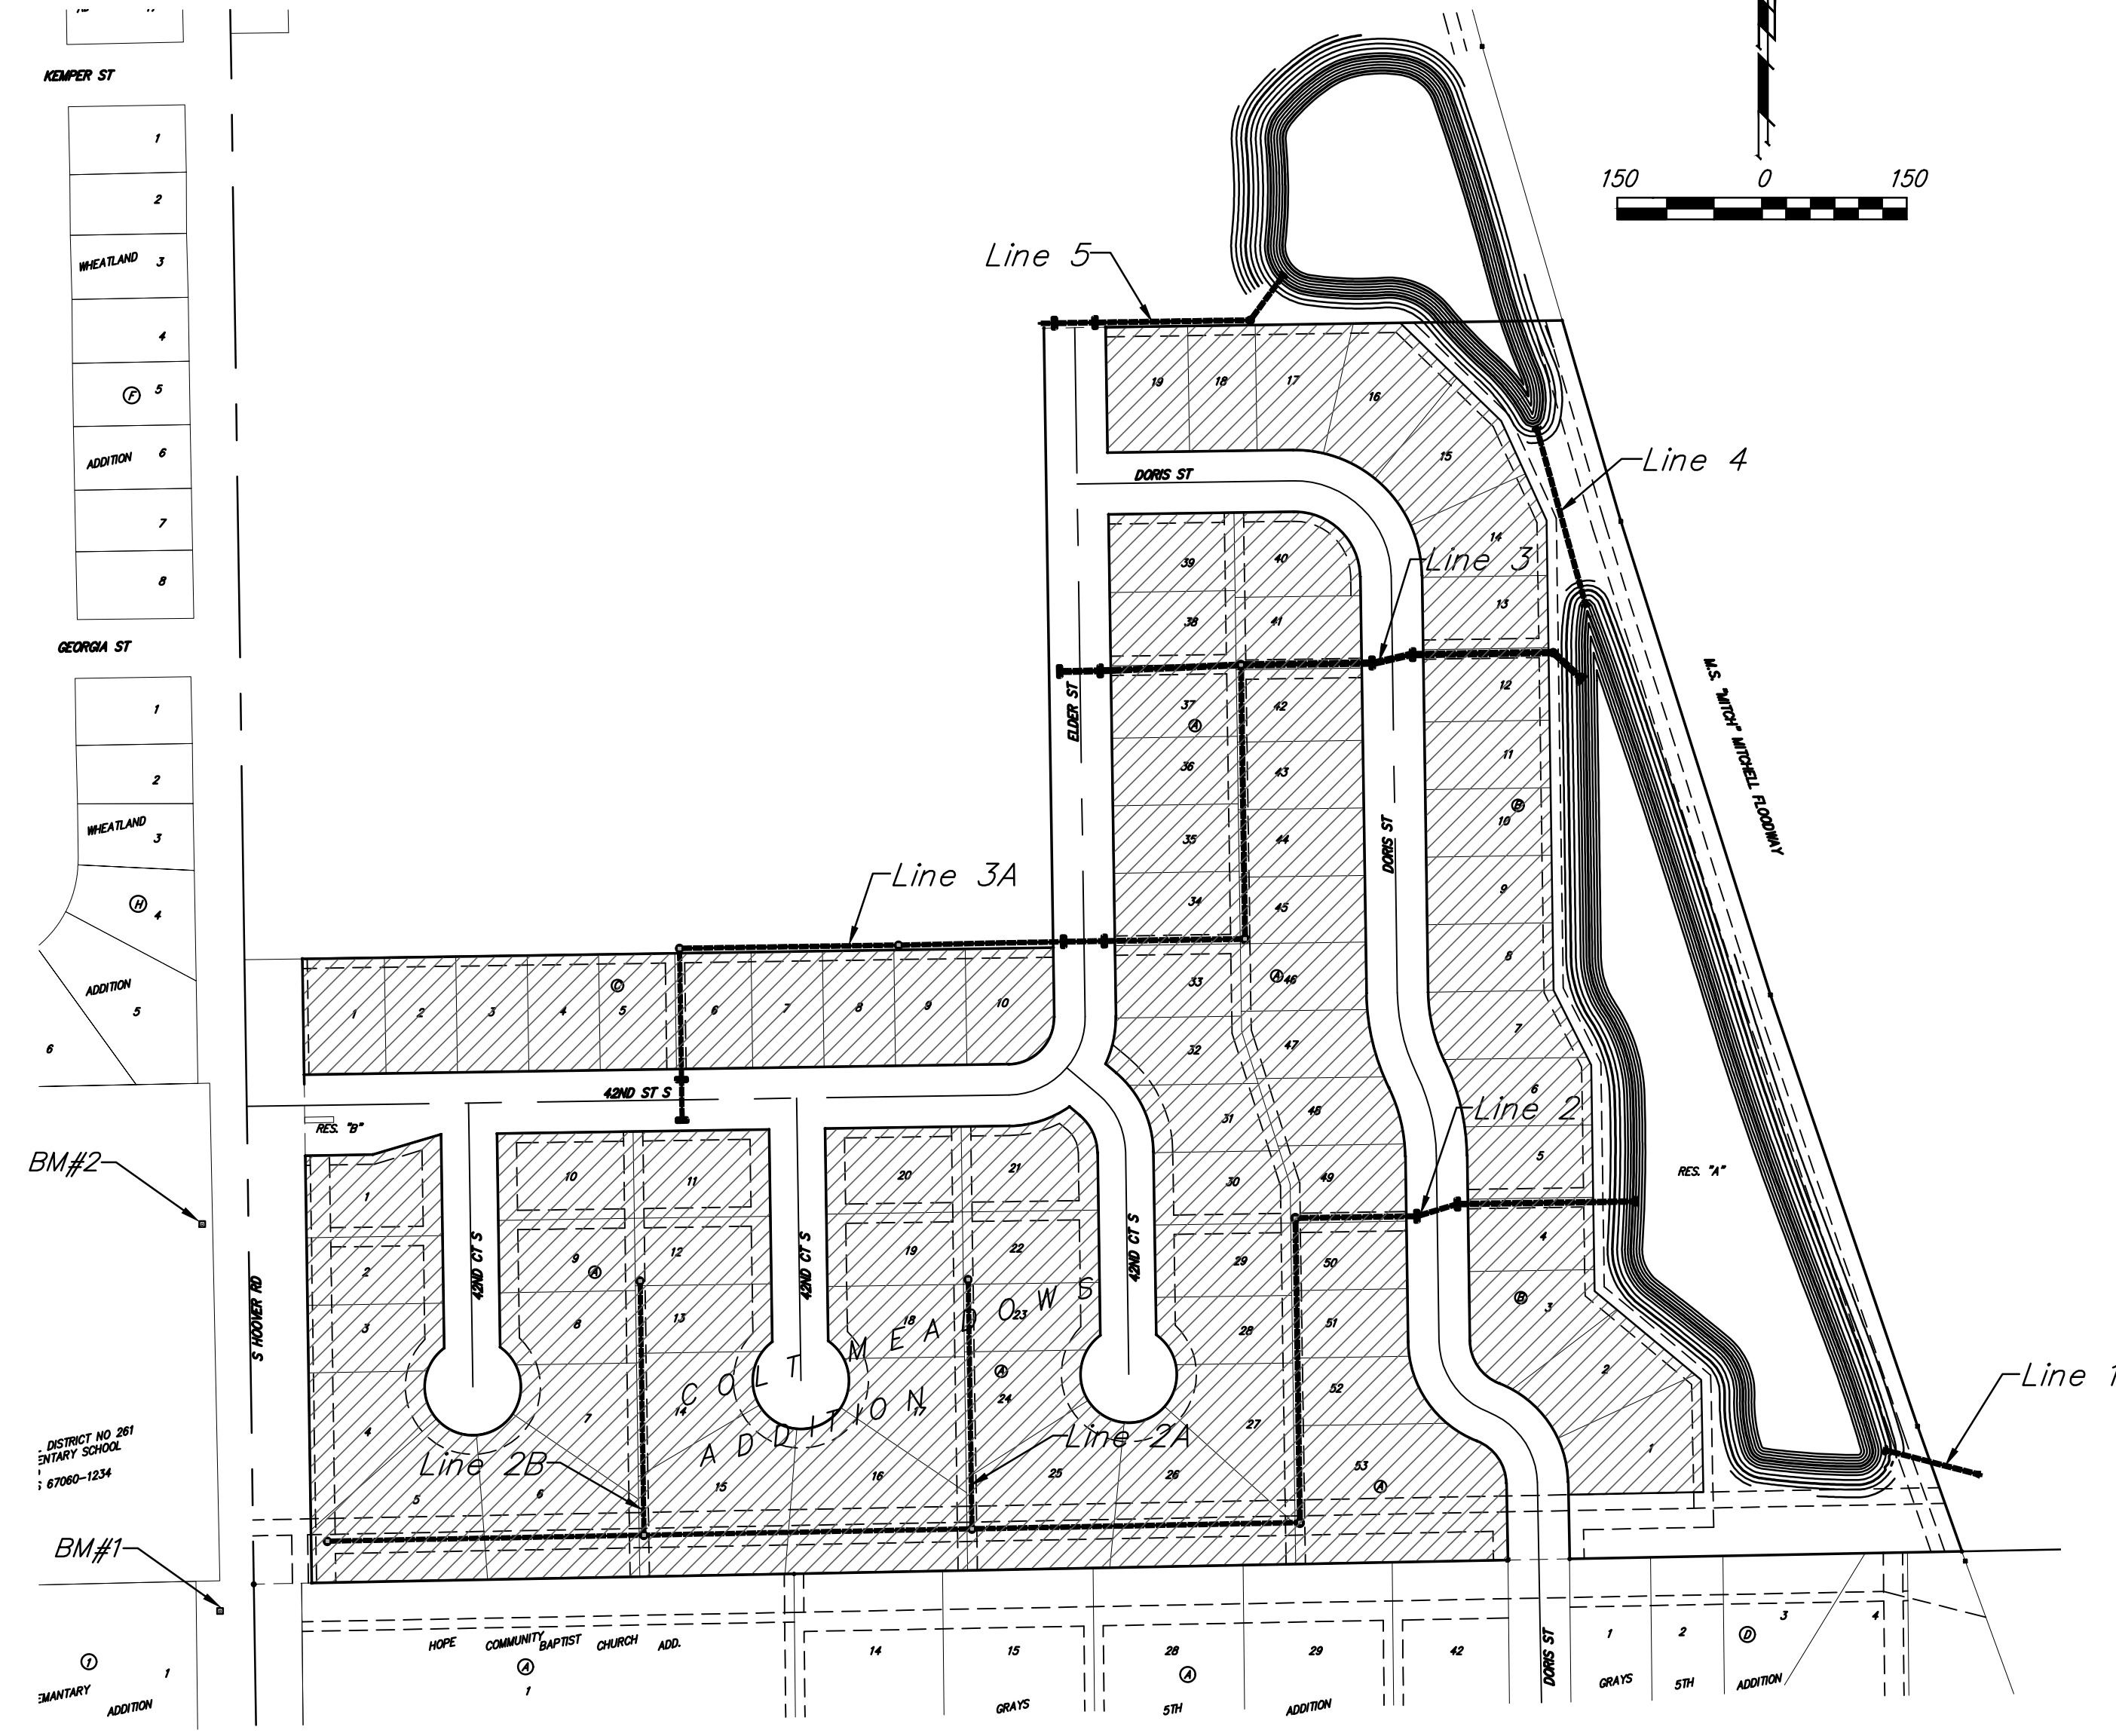 KEMPER ST
1
2
WHEATLAND 3
4
F 5
ADDITION 6
7
8
GEORGIA ST
1
2
WHEATLAND 3
H 4
ADDITION
5
6
150 0 150
Line 5
Line 4
Line 3
Line 3A
Line 2
Line 1
Line 2A
Line 2B
BM#2
BM#1
M.S. "MITCH" MITCHELL FLOODWAY
19 18 17 16
15
14
13
12
11
B
10
9
8
7
6
5
4
B
3
2
1
DORIS ST
39 40
38 41
37 42
A
36 43
35 44
34 45
33 A 46
32 47
31 48
30 49
29 50
28 51
52
27
53
A
ELDER ST
DORIS ST
C
1 2 3 4 5 6 7 8 9 10
42ND ST S
RES. "B"
RES. "A"
1
2
3
4
5
6
7
8
9 A
10
11
12
13
14
15
16
17
18
19
20
21
22
23
A
24
25
26
42ND CT S
42ND CT S
42ND CT S
COLT MEADOWS
ADDITION
S HOOVER RD
DISTRICT NO 261
ENTARY SCHOOL
67060-1234
1 1
EMANTARY
ADDITION
HOPE COMMUNITY BAPTIST CHURCH ADD.
A
1
14 15 28 29 42
A
GRAYS 5TH ADDITION
DORIS ST
1 2 D 3 4
GRAYS 5TH ADDITION